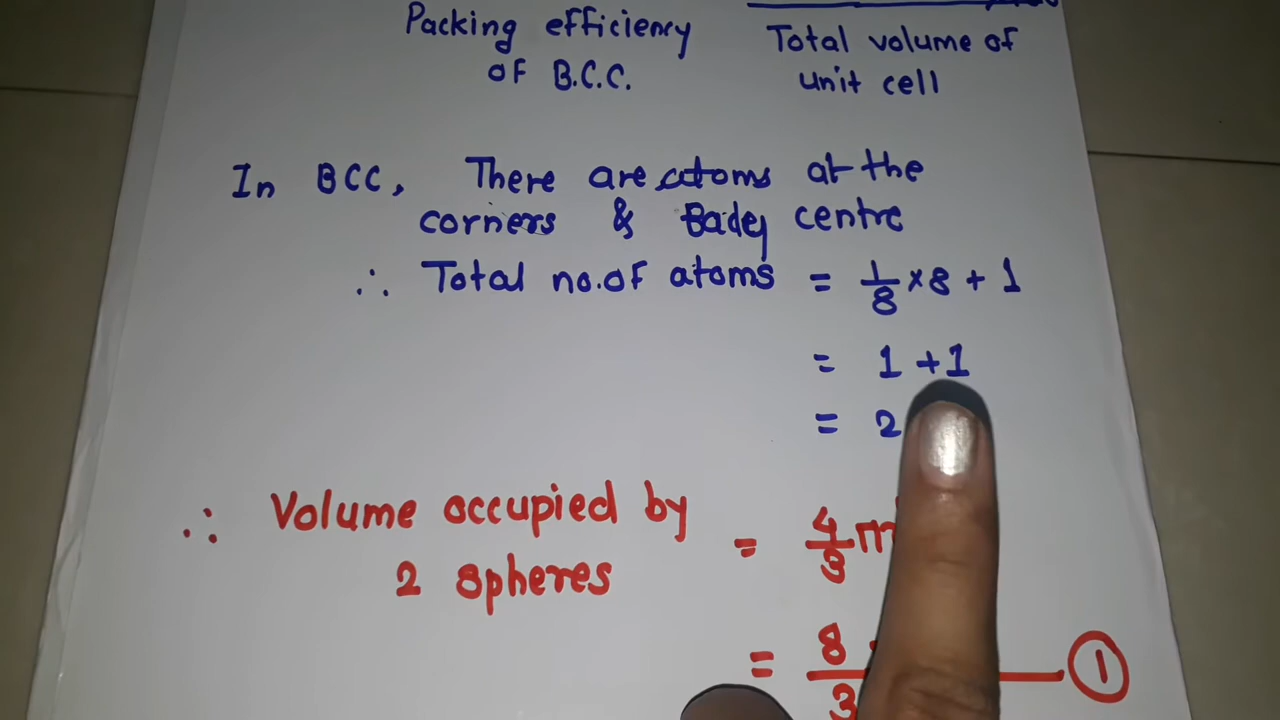 Packing efficiency
of B.C.C.
Total volume of
unit cell
In BCC, There are atoms at the
corners & Body centre
∴ Total no. of atoms = 1/8 × 8 + 1
= 1 + 1
= 2
∴ Volume occupied by
2 spheres
= 4/3 π
= 8/3
①